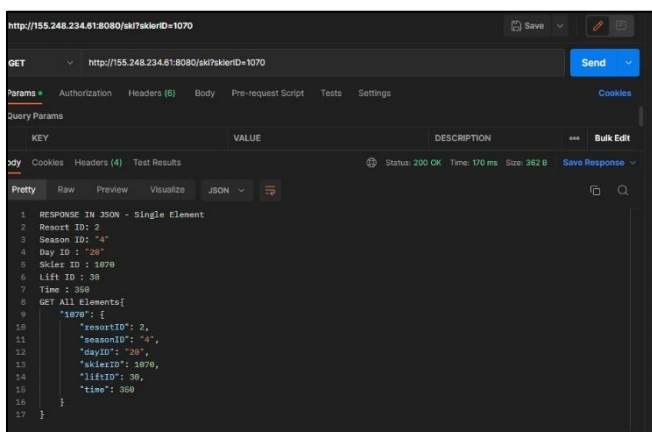 http://155.248.234.61:8080/ski?skierID=1070
Save
GET http://155.248.234.61:8080/ski?skierID=1070 Send
Params Authorization Headers (6) Body Pre-request Script Tests Settings Cookies
Query Params
KEY VALUE DESCRIPTION Bulk Edit
ody Cookies Headers (4) Test Results Status: 200 OK Time: 170 ms Size: 362 B Save Response
Pretty Raw Preview Visualize JSON
1 RESPONSE IN JSON - Single Element
2 Resort ID: 2
3 Season ID: "4"
4 Day ID : "20"
5 Skier ID : 1070
6 Lift ID : 30
7 Time : 350
8 GET All Elements{
9 "1070": {
10 "resortID": 2,
11 "seasonID": "4",
12 "dayID": "20",
13 "skierID": 1070,
14 "liftID": 30,
15 "time": 350
16 }
17 }